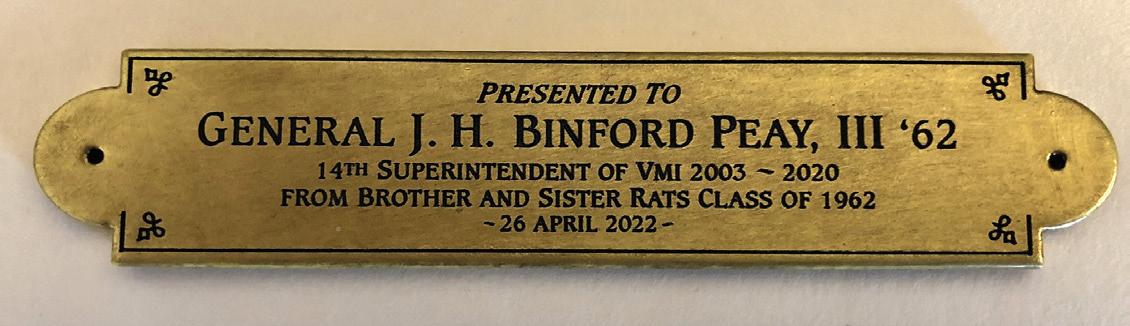 PRESENTED TO
GENERAL J. H. BINFORD PEAY, III ‘62
14TH SUPERINTENDENT OF VMI 2003 ~ 2020
FROM BROTHER AND SISTER RATS CLASS OF 1962
~26 APRIL 2022~